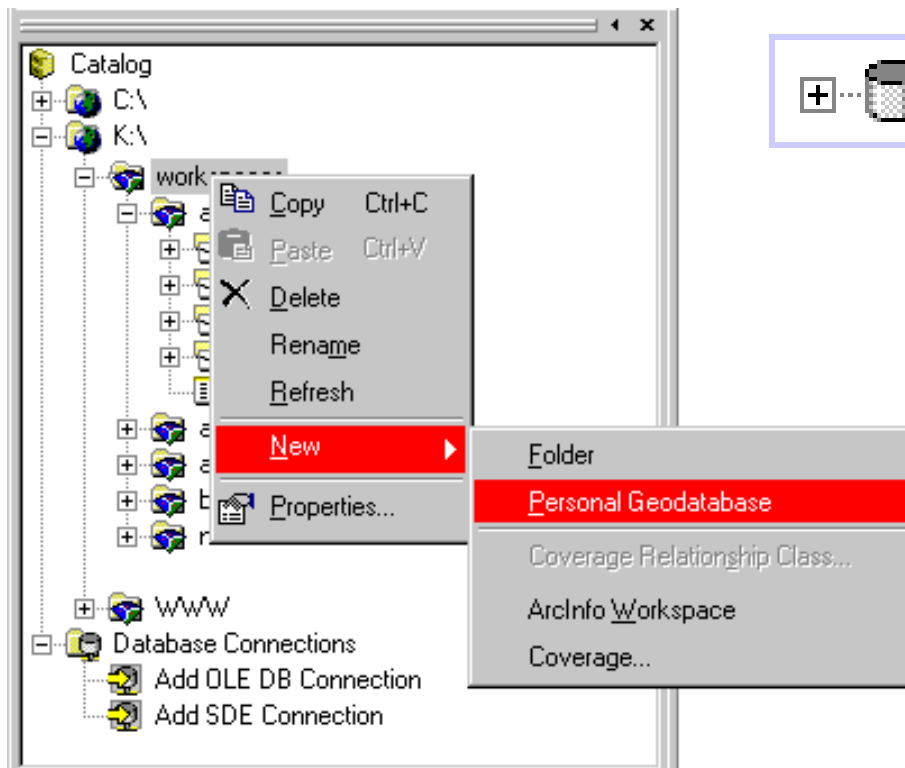 Catalog
C:\
K:\
work
Copy Ctrl+C
Paste Ctrl+V
Delete
Rename
Refresh
New
Properties...
Folder
Personal Geodatabase
Coverage Relationship Class...
ArcInfo Workspace
Coverage...
WWW
Database Connections
Add OLE DB Connection
Add SDE Connection